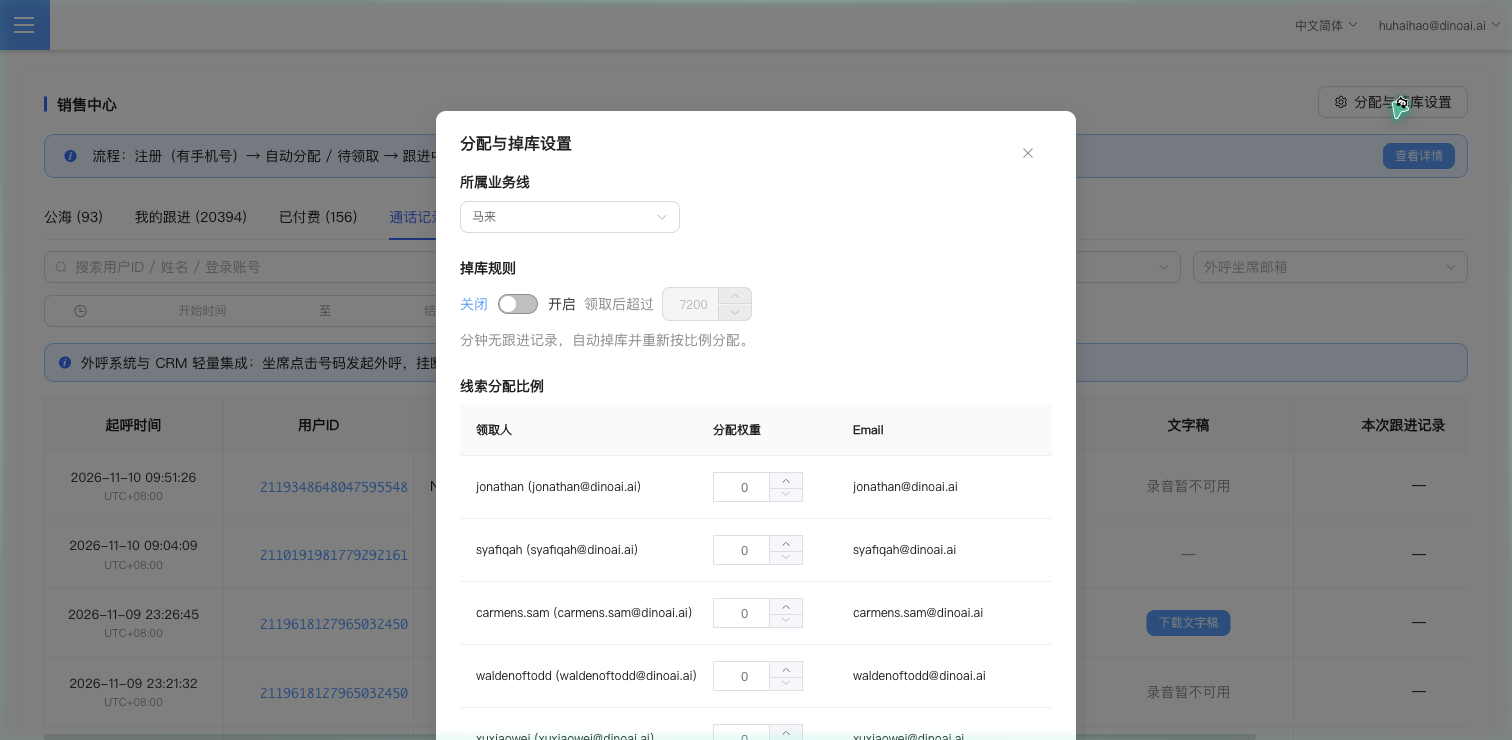 中文简体
huhaihao@dinoai.ai
销售中心
分配与掉库设置
流程：注册（有手机号）→ 自动分配 / 待领取 → 跟进
查看详情
公海 (93)
我的跟进 (20394)
已付费 (156)
通话记
搜索用户ID / 姓名 / 登录账号
外呼坐席邮箱
开始时间
至
外呼系统与 CRM 轻量集成：坐席点击号码发起外呼，挂
起呼时间
用户ID
文字稿
本次跟进记录
2026-11-10 09:51:26
UTC+08:00
2119348648047595548
录音暂不可用
—
2026-11-10 09:04:09
UTC+08:00
2110191981779292161
—
—
2026-11-09 23:26:45
UTC+08:00
2119618127965032450
下载文字稿
—
2026-11-09 23:21:32
UTC+08:00
2119618127965032450
录音暂不可用
—
分配与掉库设置
所属业务线
马来
掉库规则
关闭 开启 领取后超过 7200
分钟无跟进记录，自动掉库并重新按比例分配。
线索分配比例
领取人 分配权重 Email
jonathan (jonathan@dinoai.ai) 0 jonathan@dinoai.ai
syafiqah (syafiqah@dinoai.ai) 0 syafiqah@dinoai.ai
carmens.sam (carmens.sam@dinoai.ai) 0 carmens.sam@dinoai.ai
waldenoftodd (waldenoftodd@dinoai.ai) 0 waldenoftodd@dinoai.ai
xuxiaowei (xuxiaowei@dinoai.ai) 0 xuxiaowei@dinoai.ai